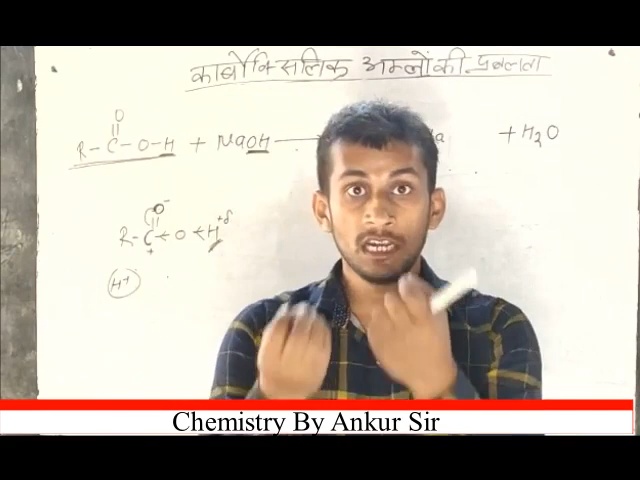 कार्बोक्सिलिक अम्लों की प्रबलता
O
R-C-O-H + NaOH → a + H2O
O-
R-C←O←H+δ
+
H+
Chemistry By Ankur Sir